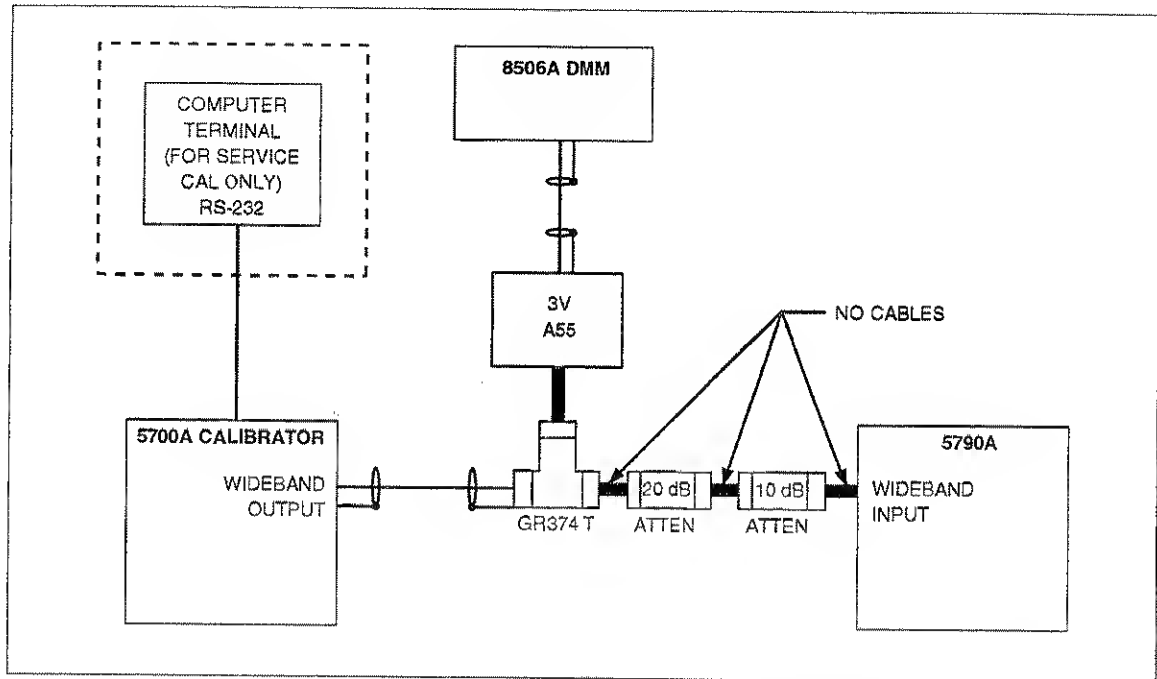 COMPUTER
TERMINAL
(FOR SERVICE
CAL ONLY)
RS-232
8506A DMM
3V
A55
NO CABLES
5700A CALIBRATOR
WIDEBAND
OUTPUT
GR374 T
20 dB
ATTEN
10 dB
ATTEN
5790A
WIDEBAND
INPUT